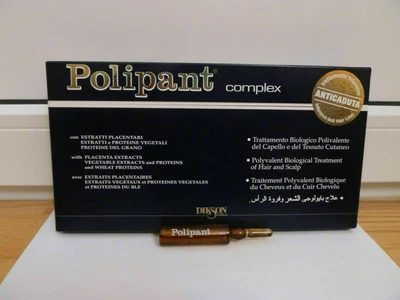 Polipant® complex
trattamento intensivo
ANTICADUTA
con ESTRATTI PLACENTARI
ESTRATTI e PROTEINE VEGETALI
PROTEINE DEL GRANO
with PLACENTA EXTRACTS
VEGETABLE EXTRACTS and PROTEINS
and WHEAT PROTEINS
avec EXTRAITS PLACENTAIRES
EXTRAITS VEGETAUX et PROTEINES VEGETALES
et PROTEINES DU BLE
• Trattamento Biologico Polivalente
del Capello e del Tessuto Cutaneo
• Polyvalent Biological Treatment
of Hair and Scalp
• Traitement Polyvalent Biologique
du Cheveux et du Cuir Chevelu
• علاج بايولوجى الشعر وفروة الرأس.
DIKSON
Polipant